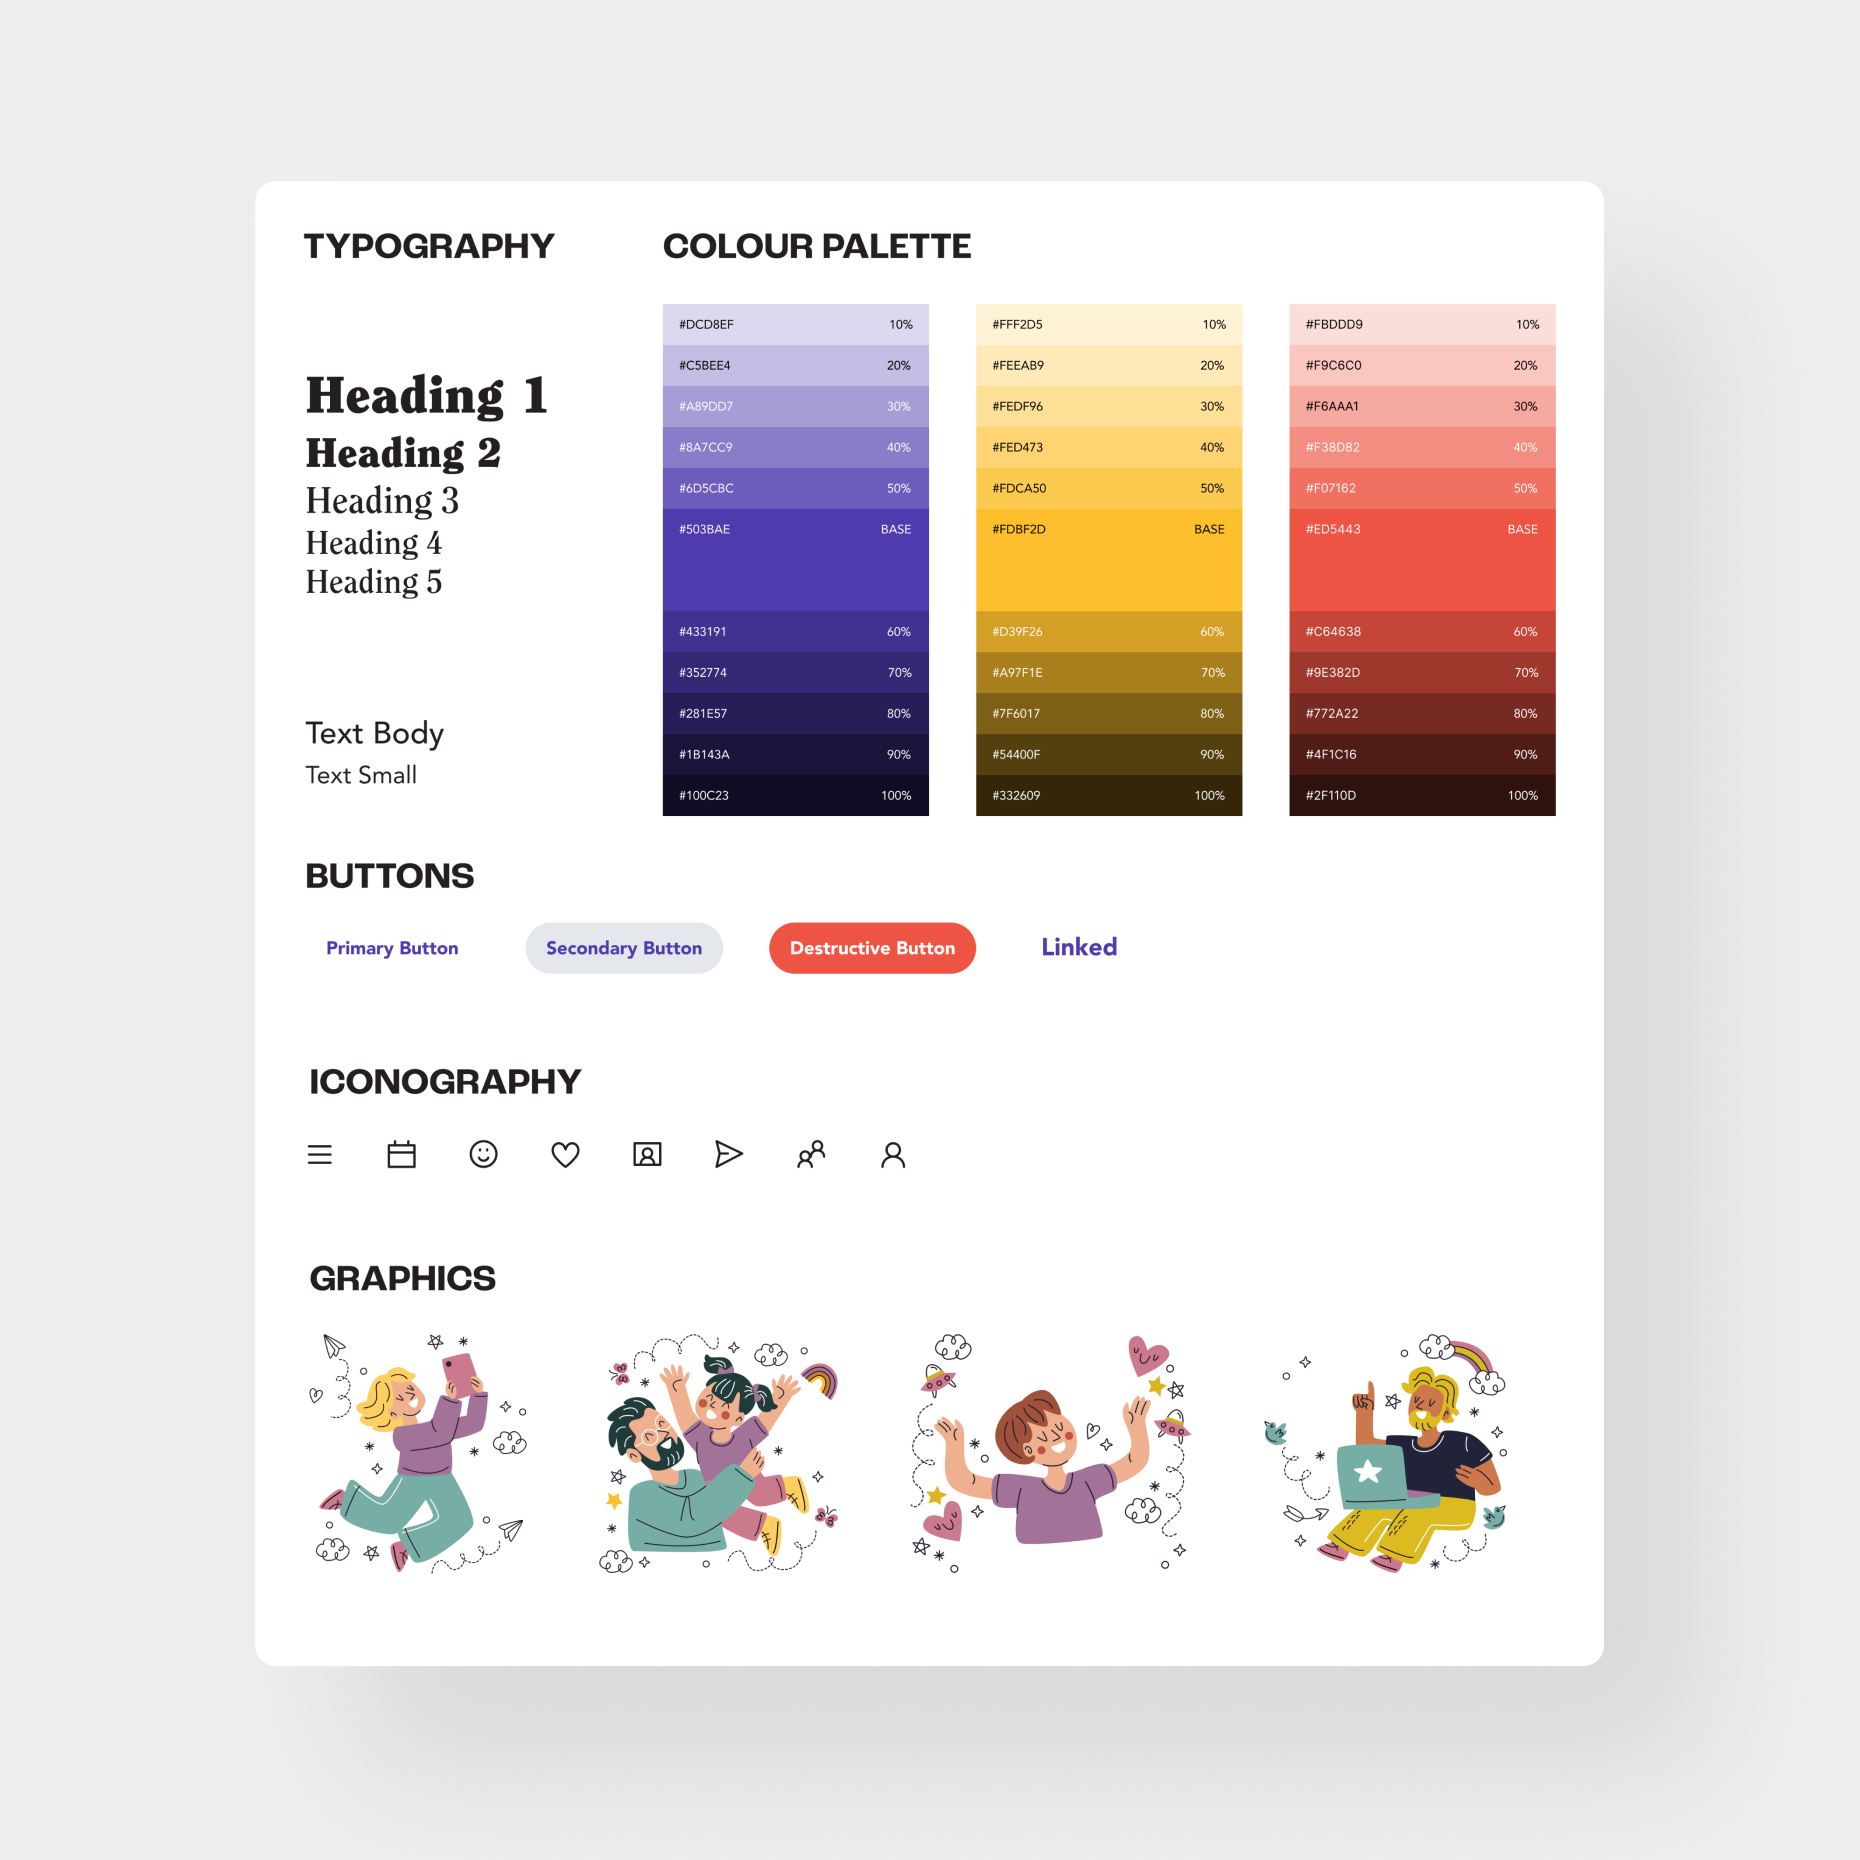 TYPOGRAPHY
Heading 1
Heading 2
Heading 3
Heading 4
Heading 5
Text Body
Text Small
COLOUR PALETTE
#DCD8EF 10%
#C5BEE4 20%
#A89DD7 30%
#8A7CC9 40%
#6D5CBC 50%
#503BAE BASE
#433191 60%
#352774 70%
#281E57 80%
#1B143A 90%
#100C23 100%
#FFF2D5 10%
#FEEAB9 20%
#FEDF96 30%
#FED473 40%
#FDCA50 50%
#FDBF2D BASE
#D39F26 60%
#A97F1E 70%
#7F6017 80%
#54400F 90%
#332609 100%
#FBDDD9 10%
#F9C6C0 20%
#F6AAA1 30%
#F38D82 40%
#F07162 50%
#ED5443 BASE
#C64638 60%
#9E382D 70%
#772A22 80%
#4F1C16 90%
#2F110D 100%
BUTTONS
Primary Button
Secondary Button
Destructive Button
Linked
ICONOGRAPHY
GRAPHICS